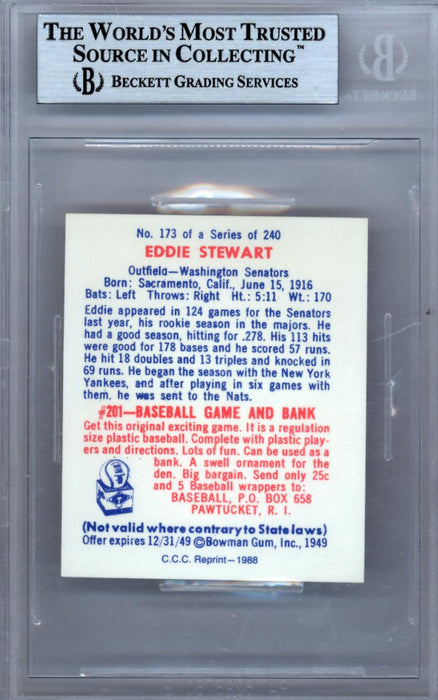 THE WORLD'S MOST TRUSTED
SOURCE IN COLLECTING™
B BECKETT GRADING SERVICES
B
BECKETT
No. 173 of a Series of 240
EDDIE STEWART
Outfield—Washington Senators
Born: Sacramento, Calif., June 15, 1916
Bats: Left Throws: Right Ht.: 5:11 Wt.: 170
Eddie appeared in 124 games for the Senators
last year, his rookie season in the majors. He
had a good season, hitting for .278. His 113 hits
were good for 178 bases and he scored 57 runs.
He hit 18 doubles and 13 triples and knocked in
69 runs. He began the season with the New York
Yankees, and after playing in six games with
them, he was sent to the Nats.
#201—BASEBALL GAME AND BANK
Get this original exciting game. It is a regulation
size plastic baseball. Complete with plastic play-
ers and directions. Lots of fun. Can be used as a
bank. A swell ornament for the
den. Big bargain. Send only 25c
and 5 Baseball wrappers to:
BASEBALL, P.O. BOX 658
PAWTUCKET, R. I.
(Not valid where contrary to State laws)
Offer expires 12/31/49 ©Bowman Gum, Inc., 1949
C.C.C. Reprint—1988